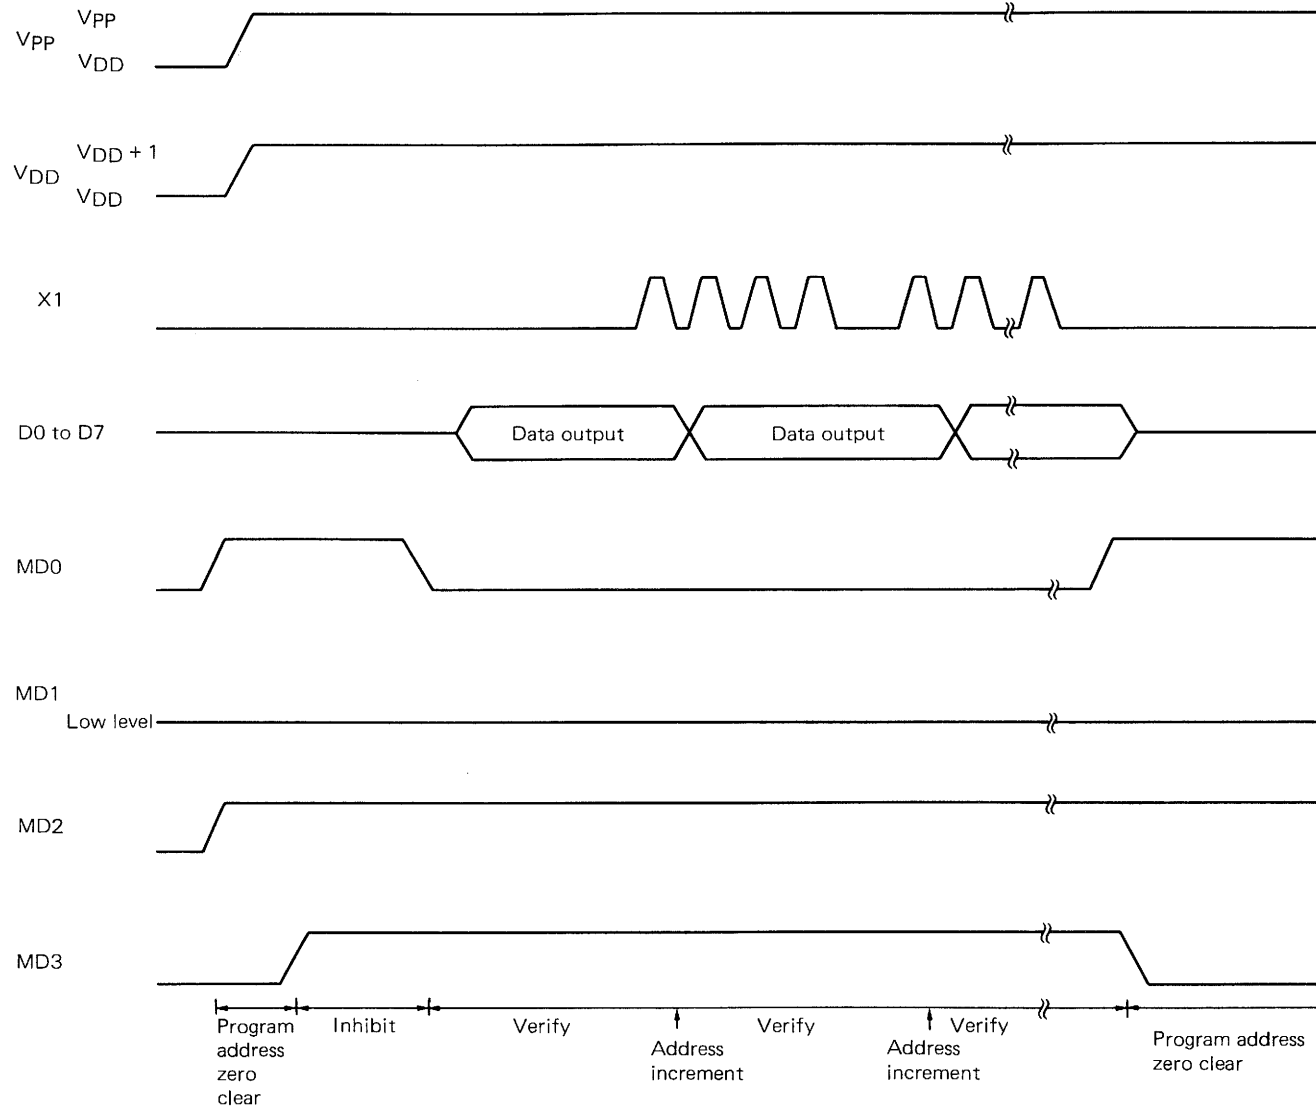 VPP
VPP
VDD
VDD + 1
VDD
VDD
X1
D0 to D7
Data output
Data output
MD0
MD1
Low level
MD2
MD3
Program
address
zero
clear
Inhibit
Verify
Address
increment
Verify
Address
increment
Verify
Program address
zero clear